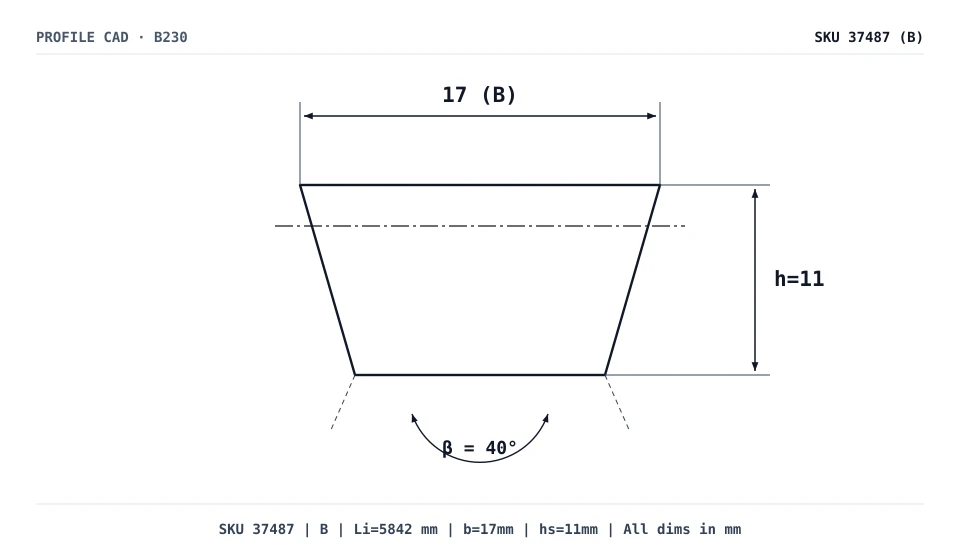 PROFILE CAD · B230
SKU 37487 (B)
17 (B)
h=11
β = 40°
SKU 37487 | B | Li=5842 mm | b=17mm | hs=11mm | All dims in mm